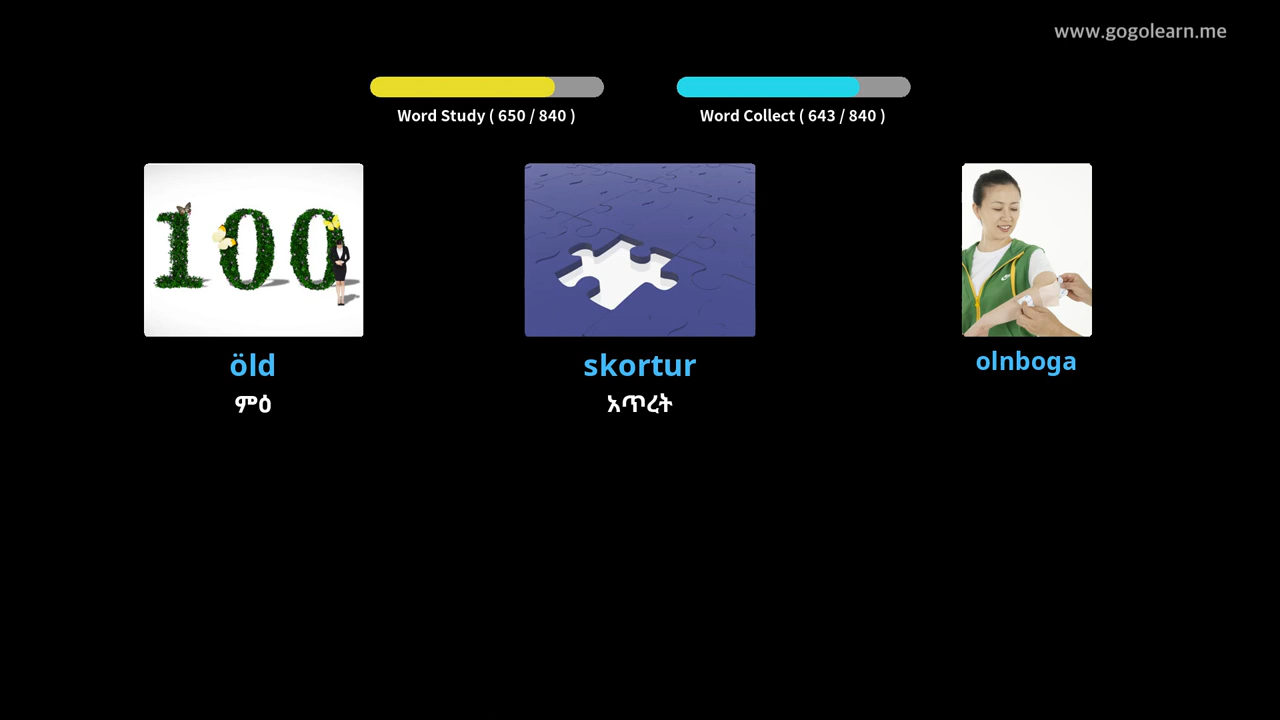 www.gogolearn.me
Word Study ( 650 / 840 )
Word Collect ( 643 / 840 )
100
öld
ምዕ
skortur
አጥረት
olnboga